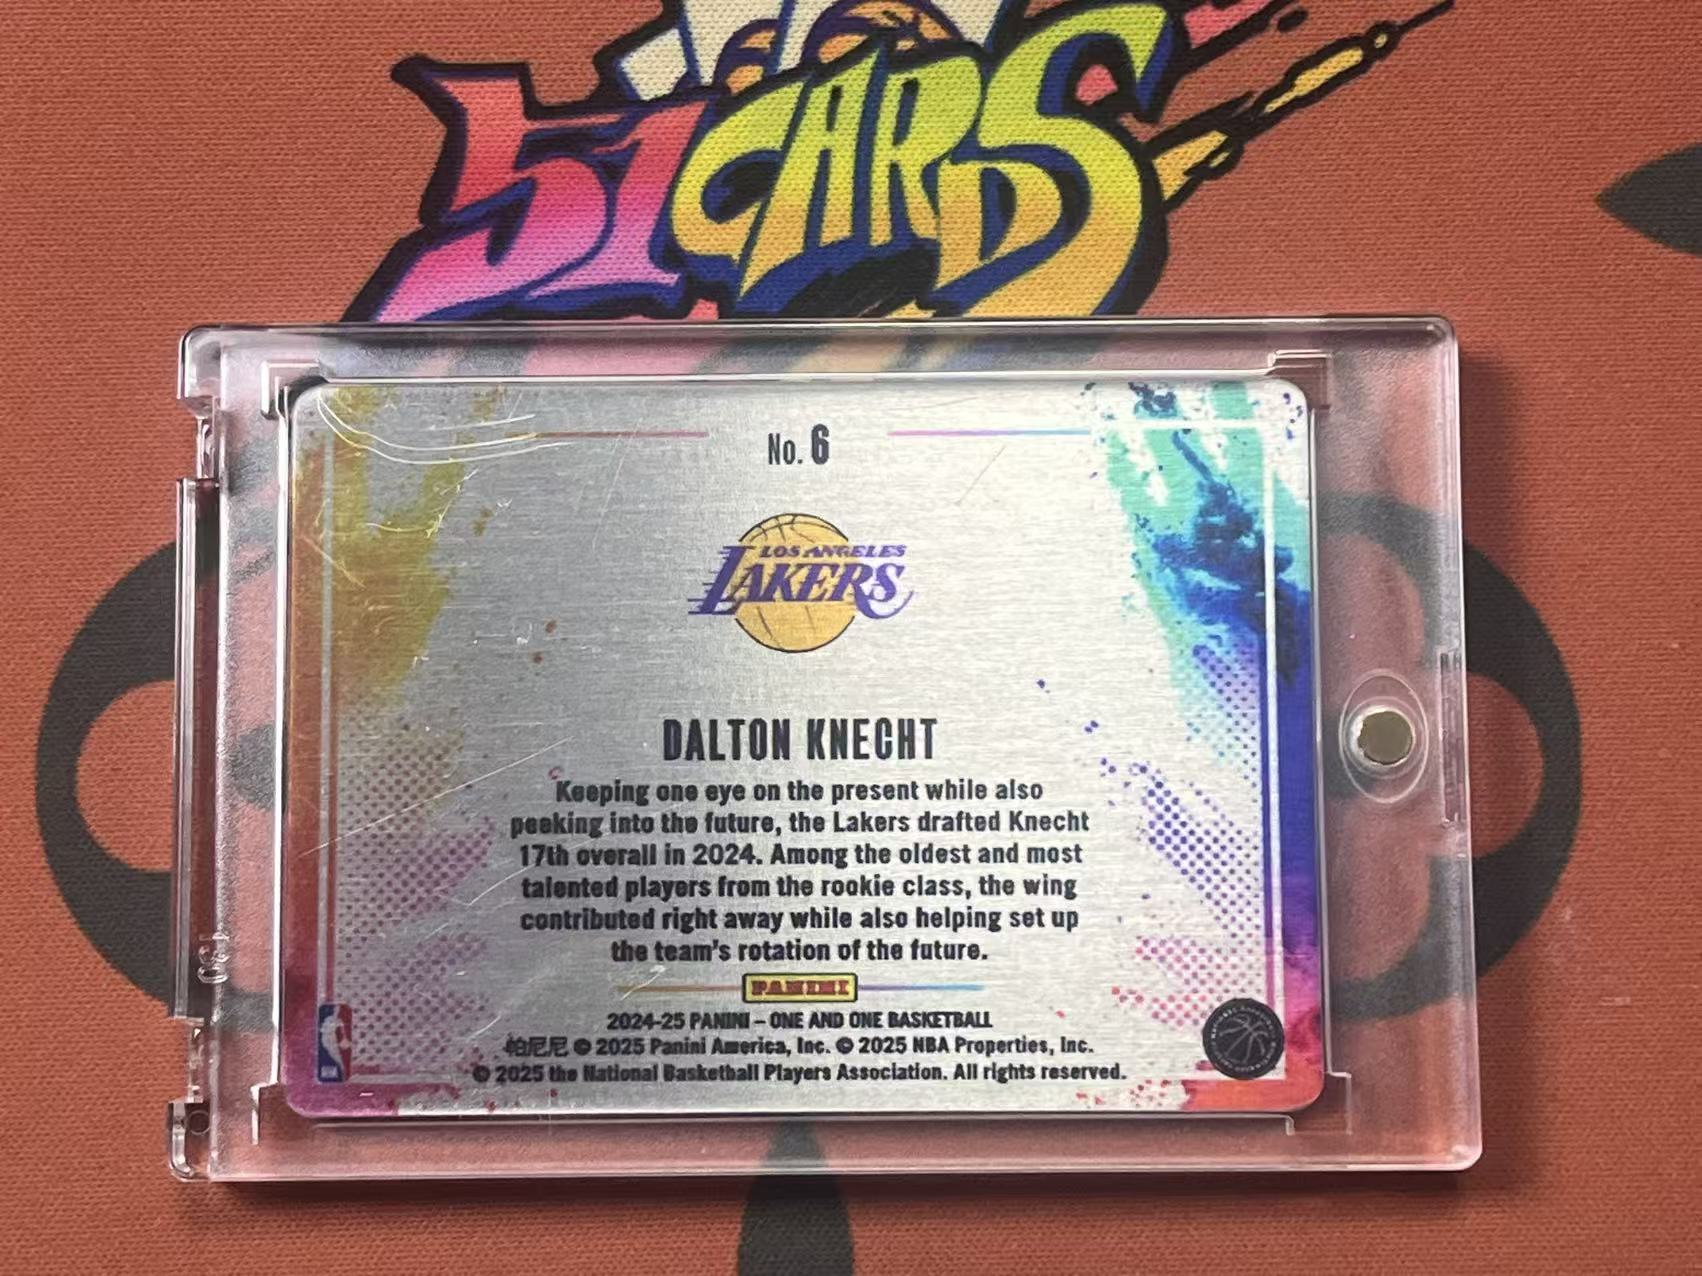 51CARDS
No. 6
LOS ANGELES
LAKERS
DALTON KNECHT
Keeping one eye on the present while also
peeking into the future, the Lakers drafted Knecht
17th overall in 2024. Among the oldest and most
talented players from the rookie class, the wing
contributed right away while also helping set up
the team's rotation of the future.
PANINI
2024-25 PANINI – ONE AND ONE BASKETBALL
帕尼尼 © 2025 Panini America, Inc. © 2025 NBA Properties, Inc.
© 2025 the National Basketball Players Association. All rights reserved.